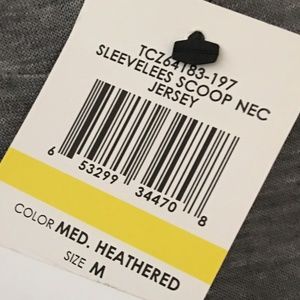 TCZ64183-197
SLEEVELEES SCOOP NEC
JERSEY
6 53299 34470 8
COLOR MED. HEATHERED
SIZE M